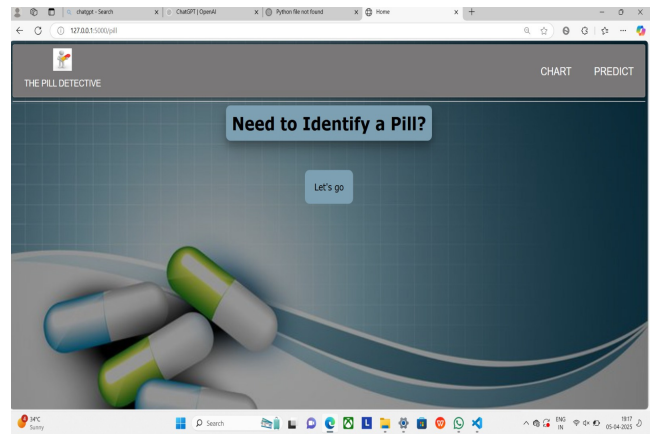 chatgpt - Search
ChatGPT | OpenAI
Python file not found
Home
127.0.0.1:5000/pill
THE PILL DETECTIVE
CHART PREDICT
Need to Identify a Pill?
Let's go
34°C
Sunny
Search
ENG
IN
19:17
05-04-2025